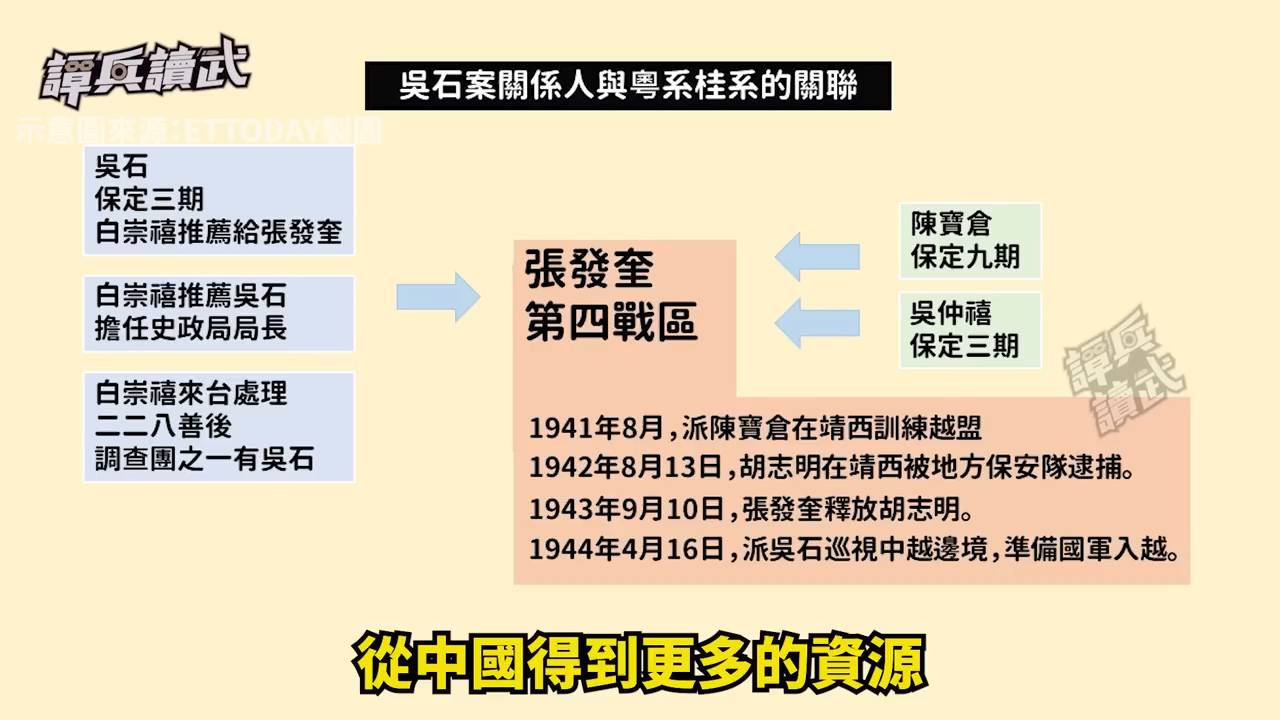 譚兵讀武
吳石案關係人與粵系桂系的關聯
示意圖來源：ETTODAY製圖
吳石
保定三期
白崇禧推薦給張發奎
白崇禧推薦吳石
擔任史政局局長
白崇禧來台處理
二二八善後
調查團之一有吳石
張發奎
第四戰區
陳寶倉
保定九期
吳仲禧
保定三期
1941年8月，派陳寶倉在靖西訓練越盟
1942年8月13日，胡志明在靖西被地方保安隊逮捕。
1943年9月10日，張發奎釋放胡志明。
1944年4月16日，派吳石巡視中越邊境，準備國軍入越。
譚兵
讀武
從中國得到更多的資源